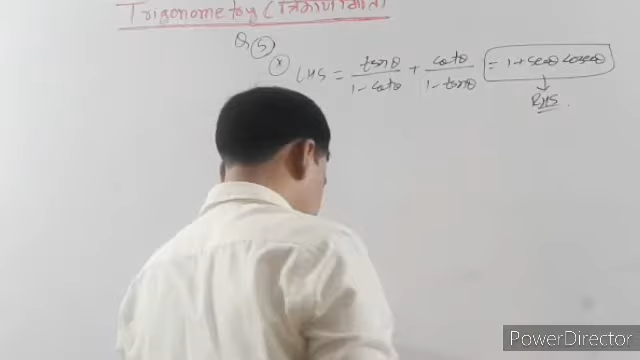 Trigonometry (त्रिकोणमिति)
Q (5)
(x) LHS = tanθ/1-cotθ + cotθ/1-tanθ = 1+secθ cosecθ
RHS.
PowerDirector